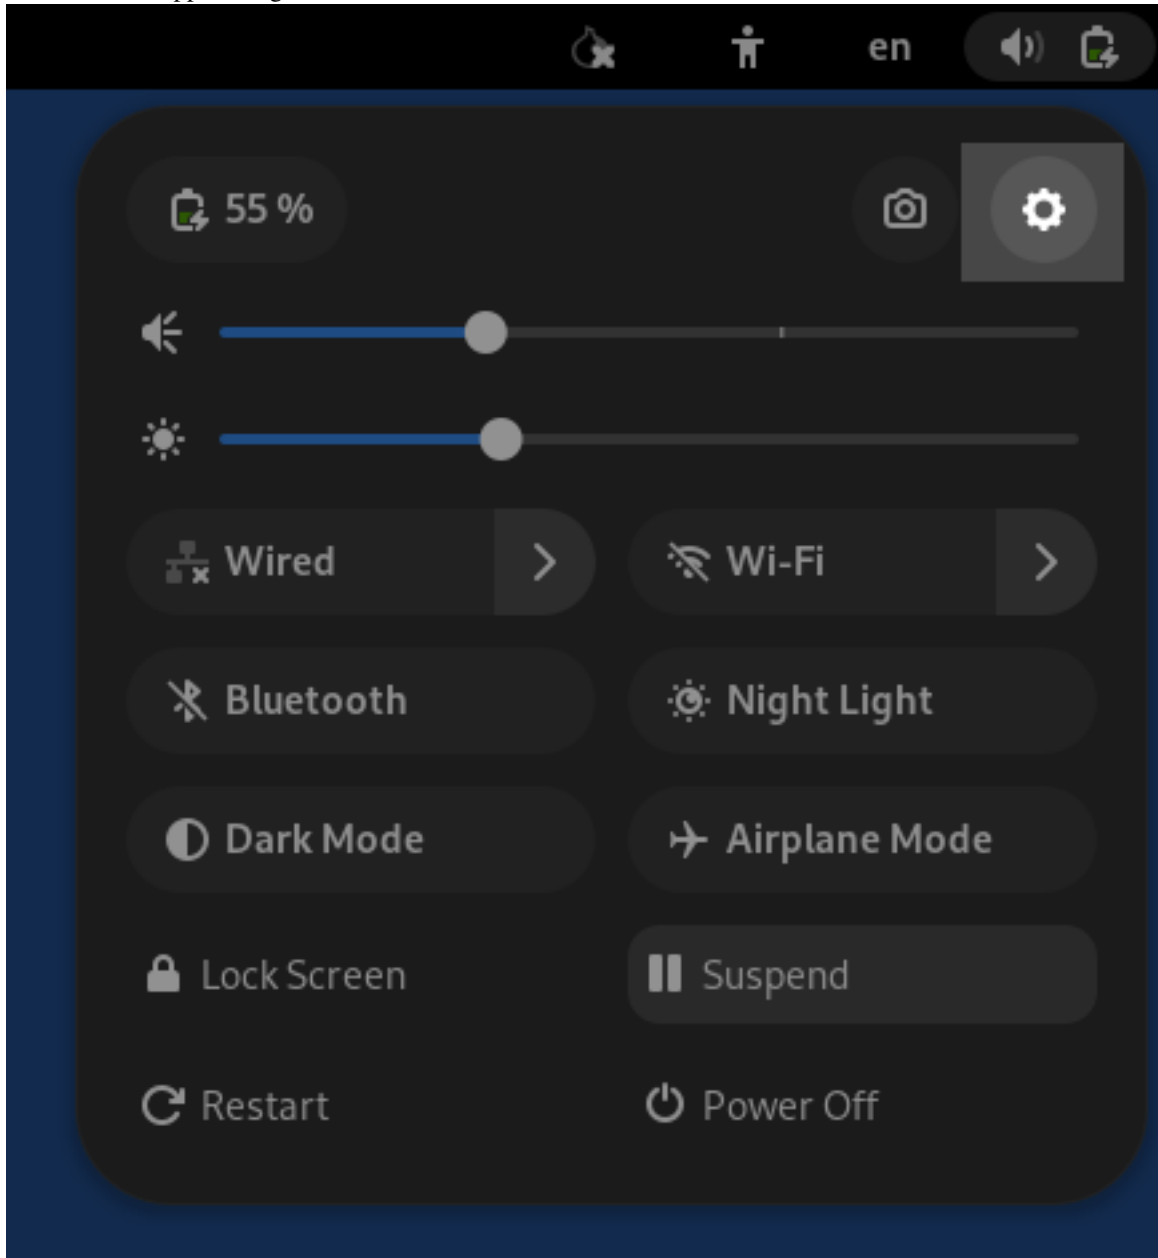 en
55 %
Wired
Wi-Fi
Bluetooth
Night Light
Dark Mode
Airplane Mode
Lock Screen
Suspend
Restart
Power Off